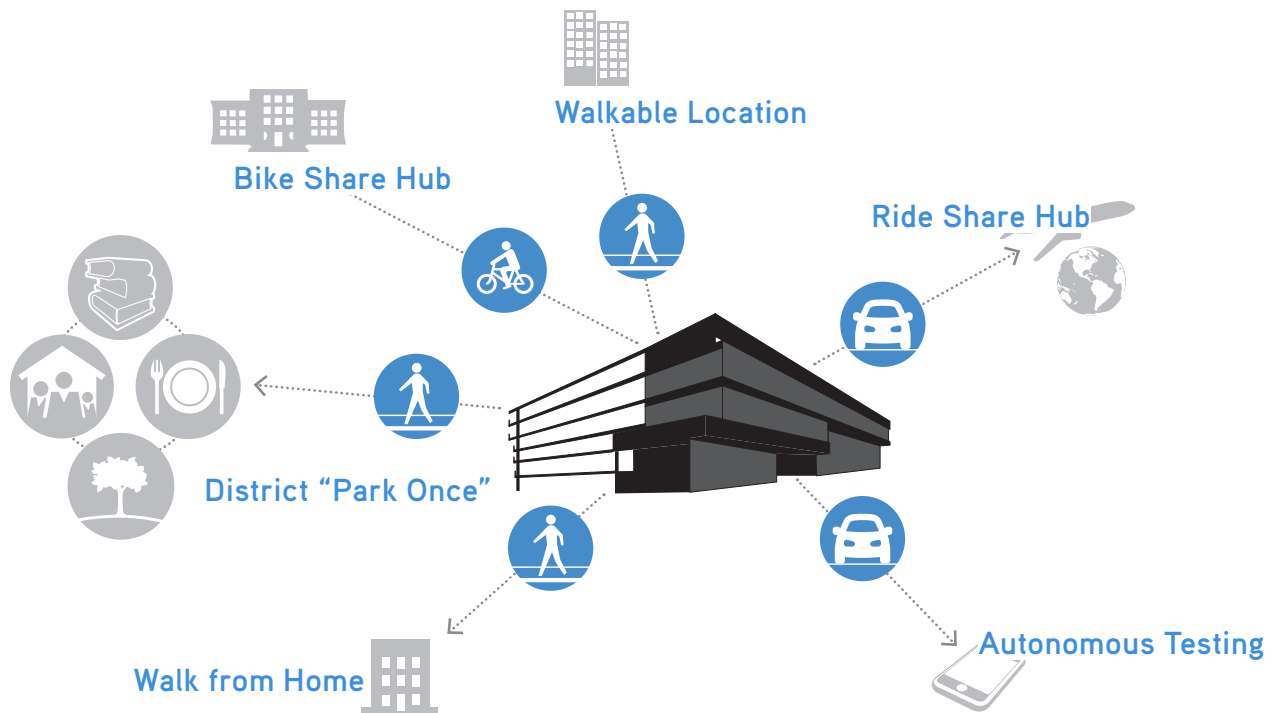 Walkable Location
Bike Share Hub
Ride Share Hub
District “Park Once”
Autonomous Testing
Walk from Home